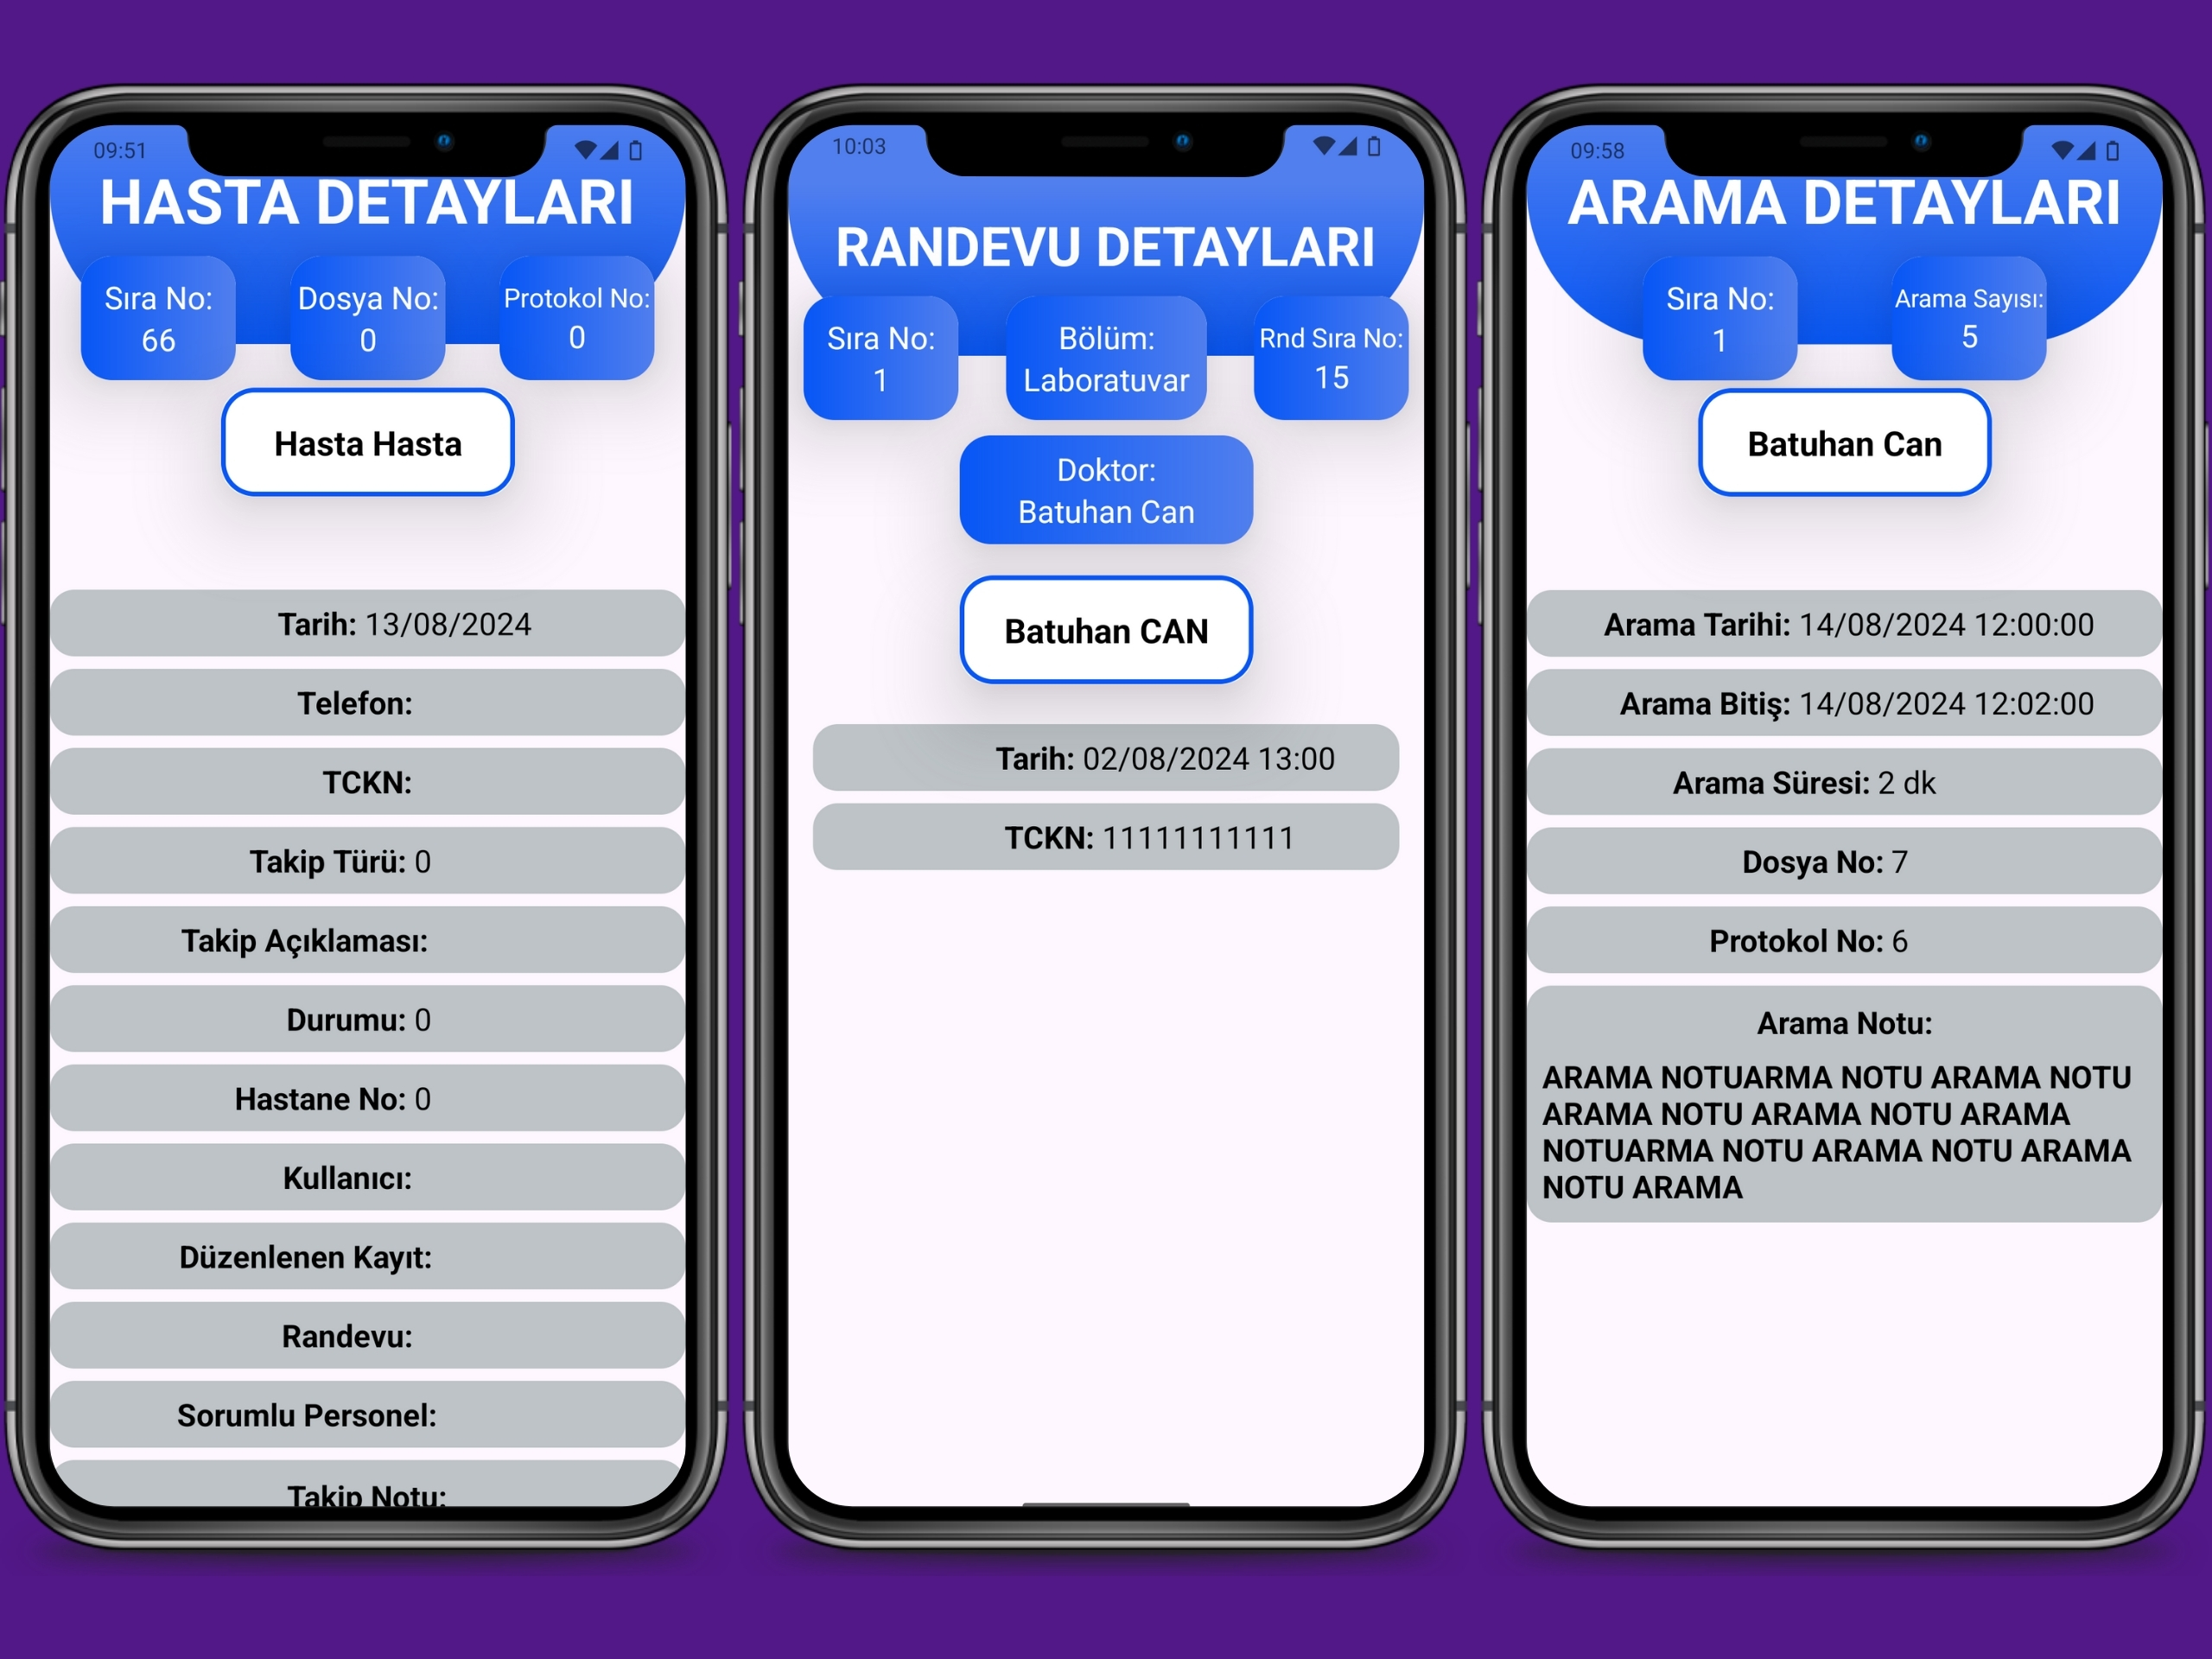 09:51
HASTA DETAYLARI
Sıra No:
66
Dosya No:
0
Protokol No:
0
Hasta Hasta
Tarih: 13/08/2024
Telefon:
TCKN:
Takip Türü: 0
Takip Açıklaması:
Durumu: 0
Hastane No: 0
Kullanıcı:
Düzenlenen Kayıt:
Randevu:
Sorumlu Personel:
Takip Notu:
10:03
RANDEVU DETAYLARI
Sıra No:
1
Bölüm:
Laboratuvar
Rnd Sıra No:
15
Doktor:
Batuhan Can
Batuhan CAN
Tarih: 02/08/2024 13:00
TCKN: 11111111111
09:58
ARAMA DETAYLARI
Sıra No:
1
Arama Sayısı:
5
Batuhan Can
Arama Tarihi: 14/08/2024 12:00:00
Arama Bitiş: 14/08/2024 12:02:00
Arama Süresi: 2 dk
Dosya No: 7
Protokol No: 6
Arama Notu:
ARAMA NOTUARMA NOTU ARAMA NOTU
ARAMA NOTU ARAMA NOTU ARAMA
NOTUARMA NOTU ARAMA NOTU ARAMA
NOTU ARAMA